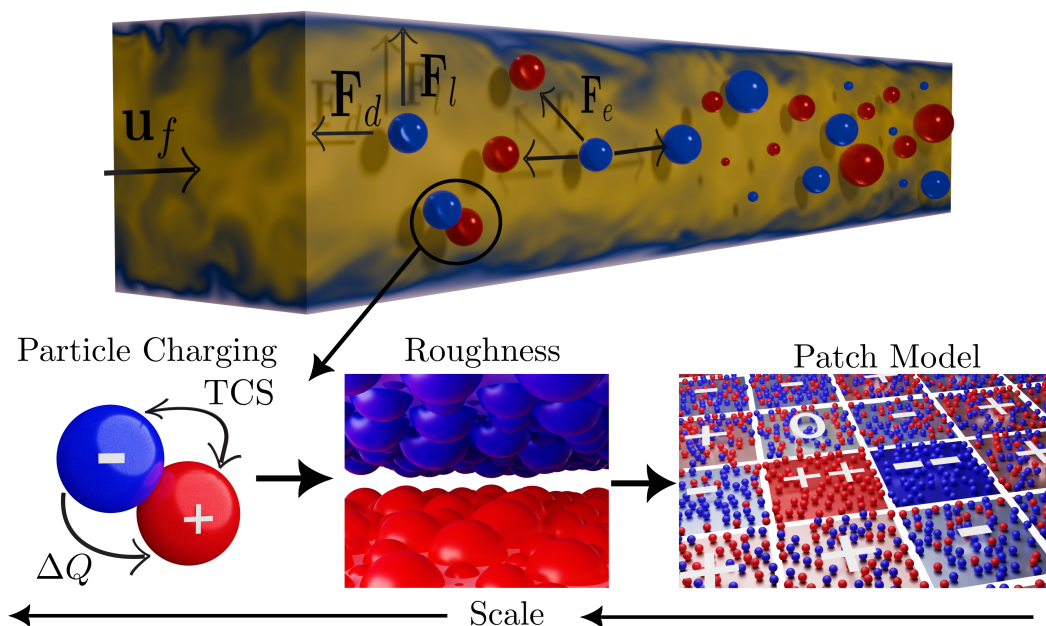 u_f
F_d
F_l
F_e
Particle Charging
TCS
-
+
ΔQ
Roughness
Patch Model
-
+
+
+
O
-
+
-
+ +
- -
+
+
-
Scale